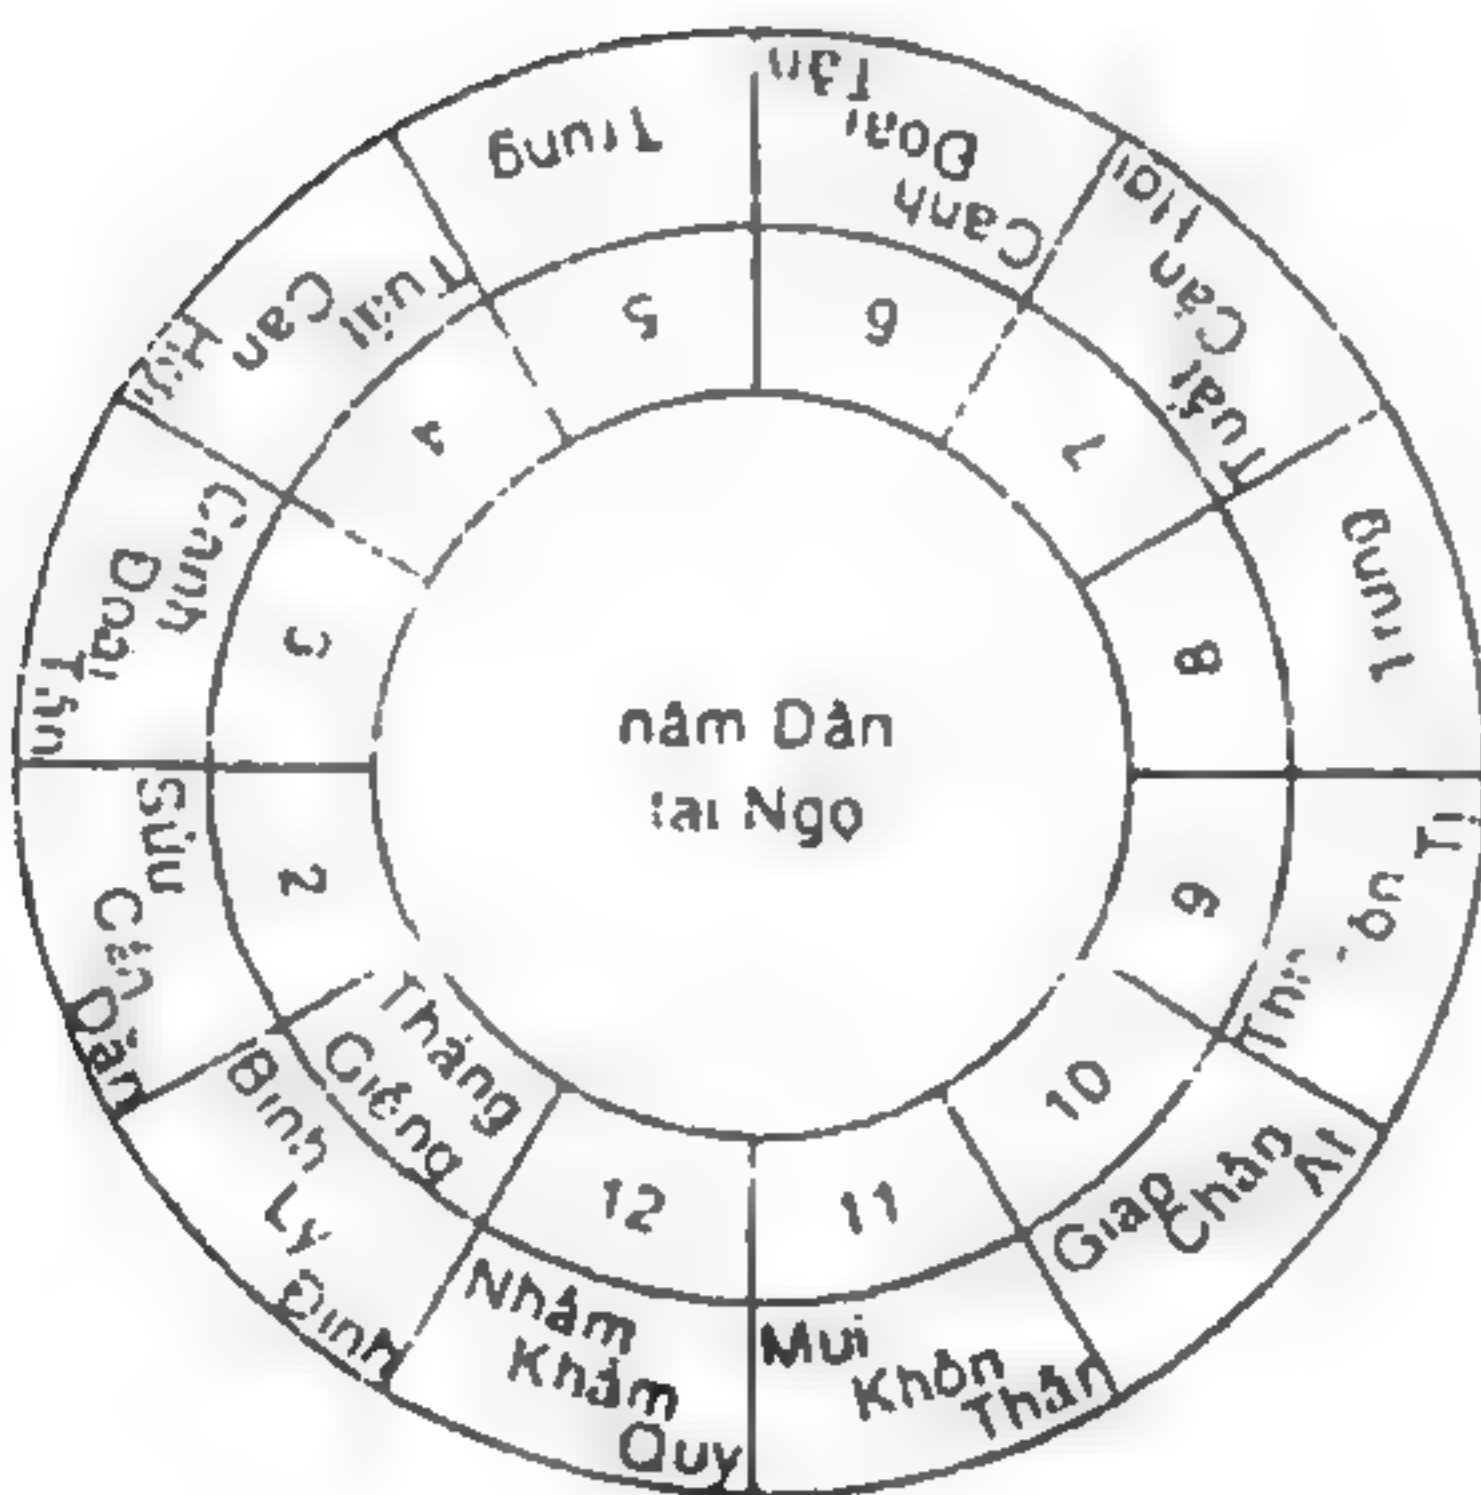 năm Dần
tại Ngọ
Tháng
Giêng
Bính
Ly
Đinh
2
Sửu
Cấn
Dần
3
Canh
Đoài
Tân
4
Tuất
Càn
Hợi
5
Trung
6
Canh
Đoài
Tân
7
Tuất Càn Hợi
8
Trung
9
Tị
10
Giáp
Chấn
Ất
11
Mùi
Khôn
Thân
12
Nhâm
Khảm
Quý